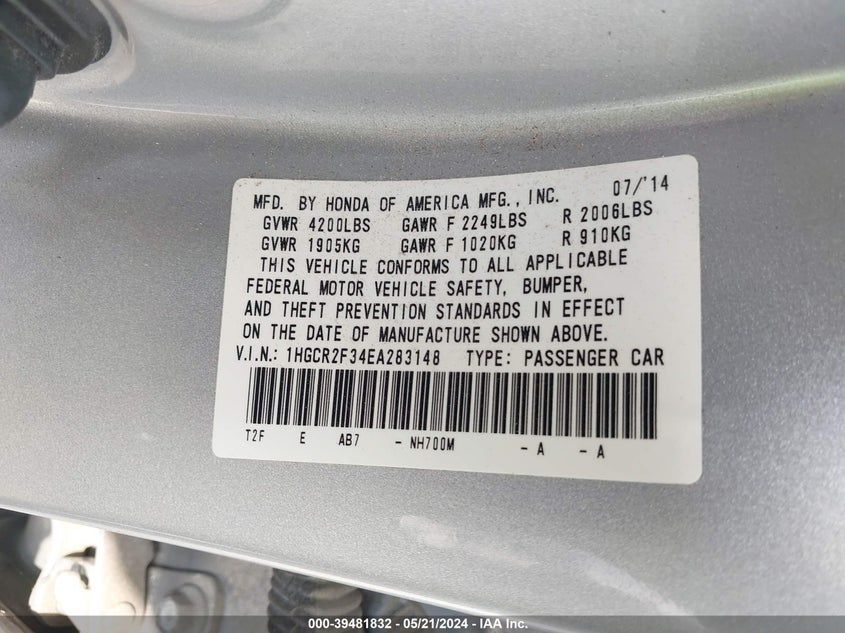 MFD. BY HONDA OF AMERICA MFG., INC. 07/'14
GVWR 4200LBS GAWR F 2249LBS R 2006LBS
GVWR 1905KG GAWR F 1020KG R 910KG
THIS VEHICLE CONFORMS TO ALL APPLICABLE
FEDERAL MOTOR VEHICLE SAFETY, BUMPER,
AND THEFT PREVENTION STANDARDS IN EFFECT
ON THE DATE OF MANUFACTURE SHOWN ABOVE.
V.I.N.: 1HGCR2F34EA283148 TYPE: PASSENGER CAR
T2F E AB7 - NH700M - A - A
000-39481832 / 05/21/2024 - IAA Inc.